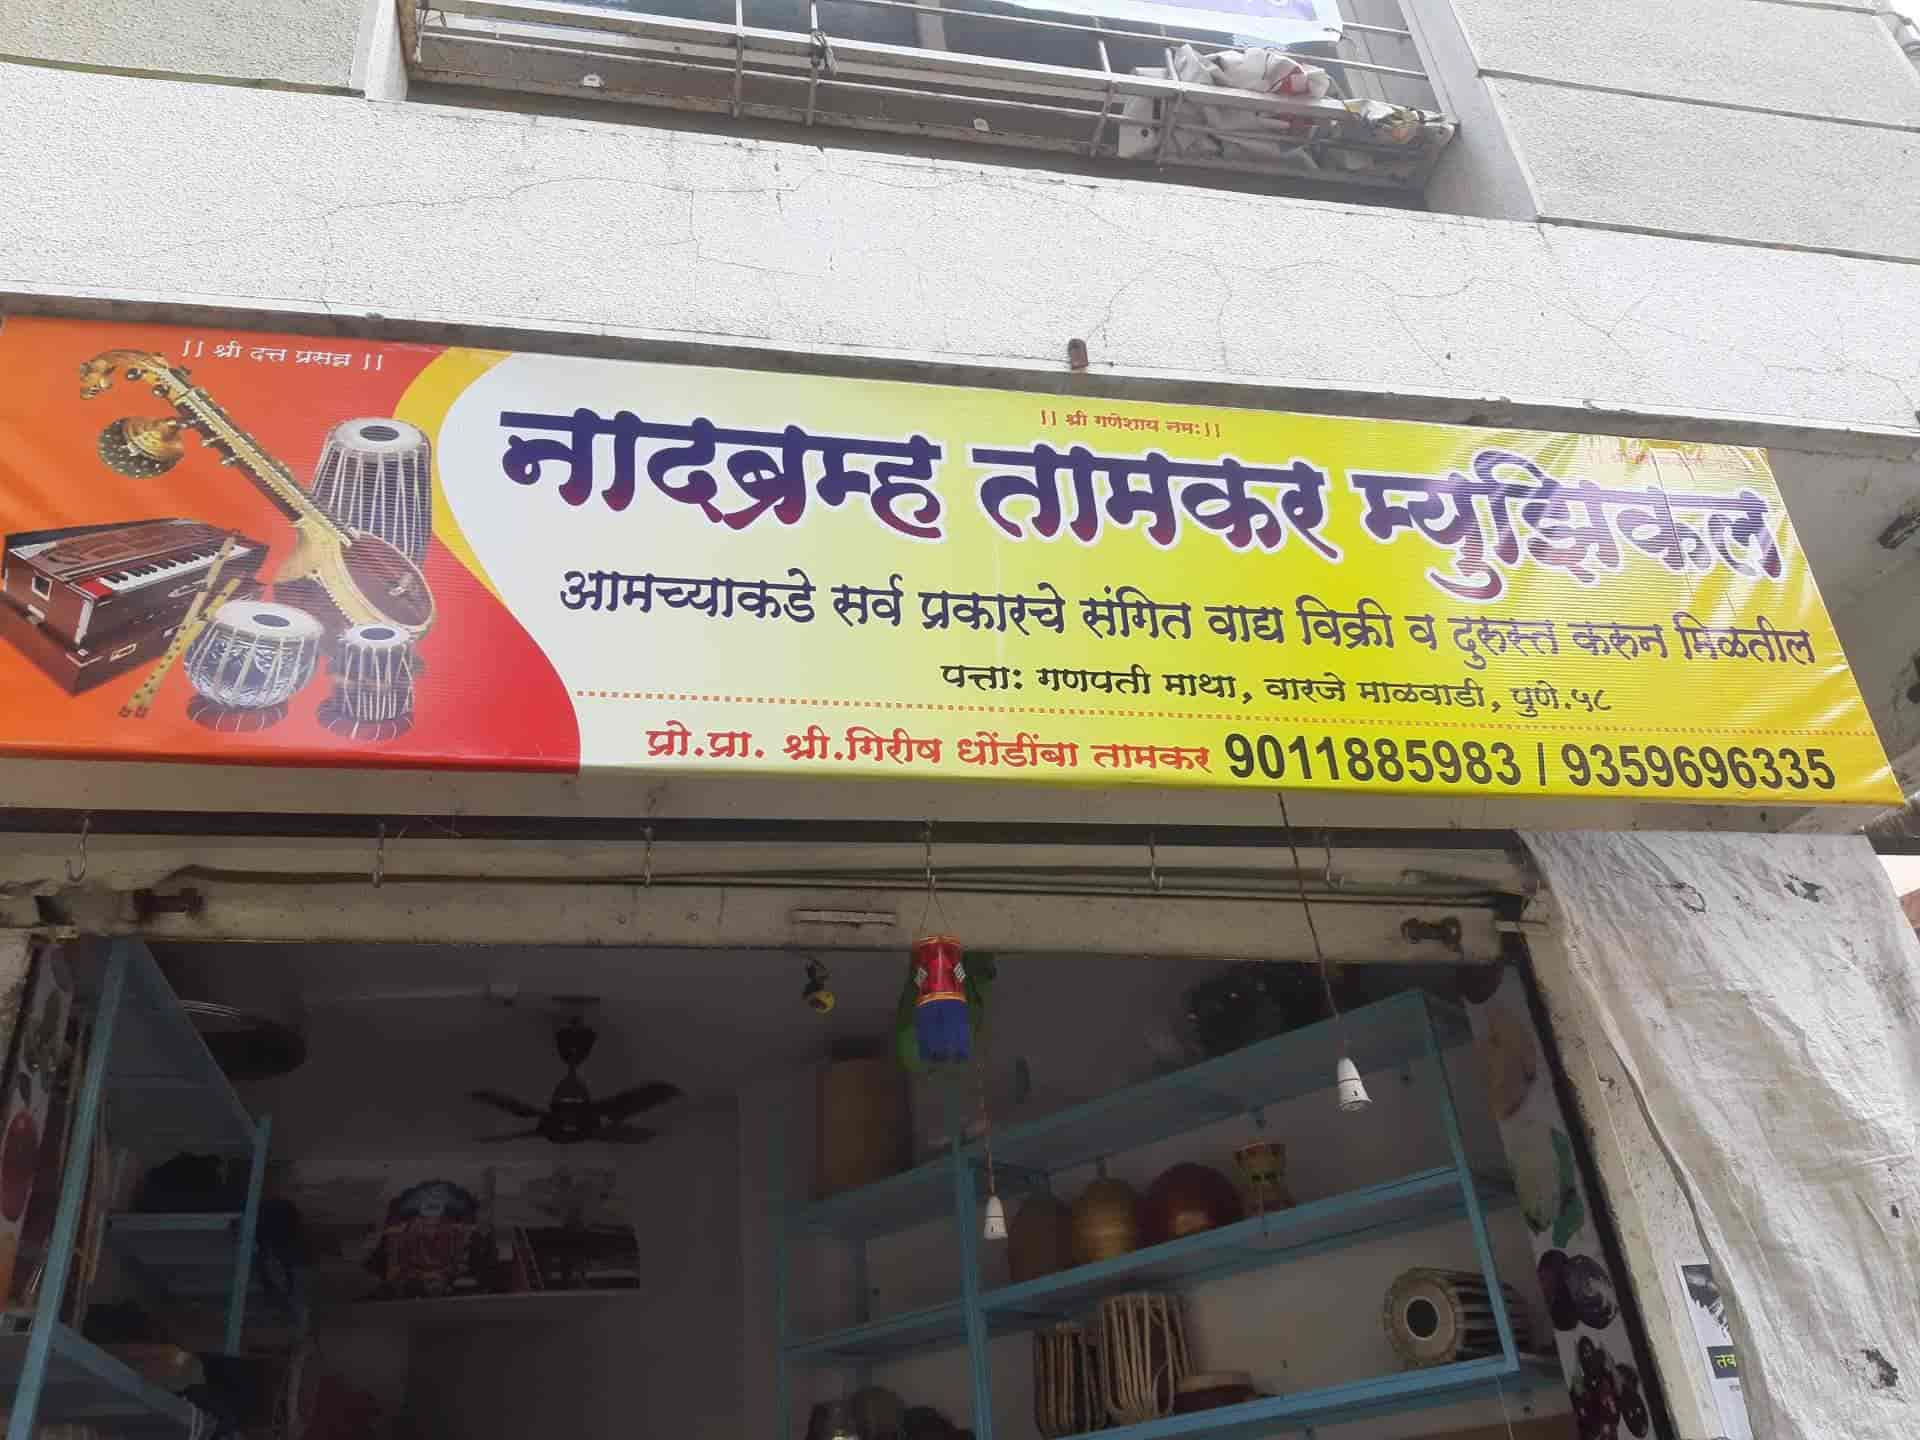 ।। श्री दत्त प्रसन्न ।।
।। श्री गणेशाय नमः।।
नादब्रम्ह तामकर म्युझिकल
आमच्याकडे सर्व प्रकारचे संगित वाद्य विक्री व दुरुस्त करुन मिळतील
पत्ताः गणपती माथा, वारजे माळवाडी, पुणे.५८
प्रो.प्रा. श्री.गिरीष धोंडींबा तामकर 9011885983 / 9359696335